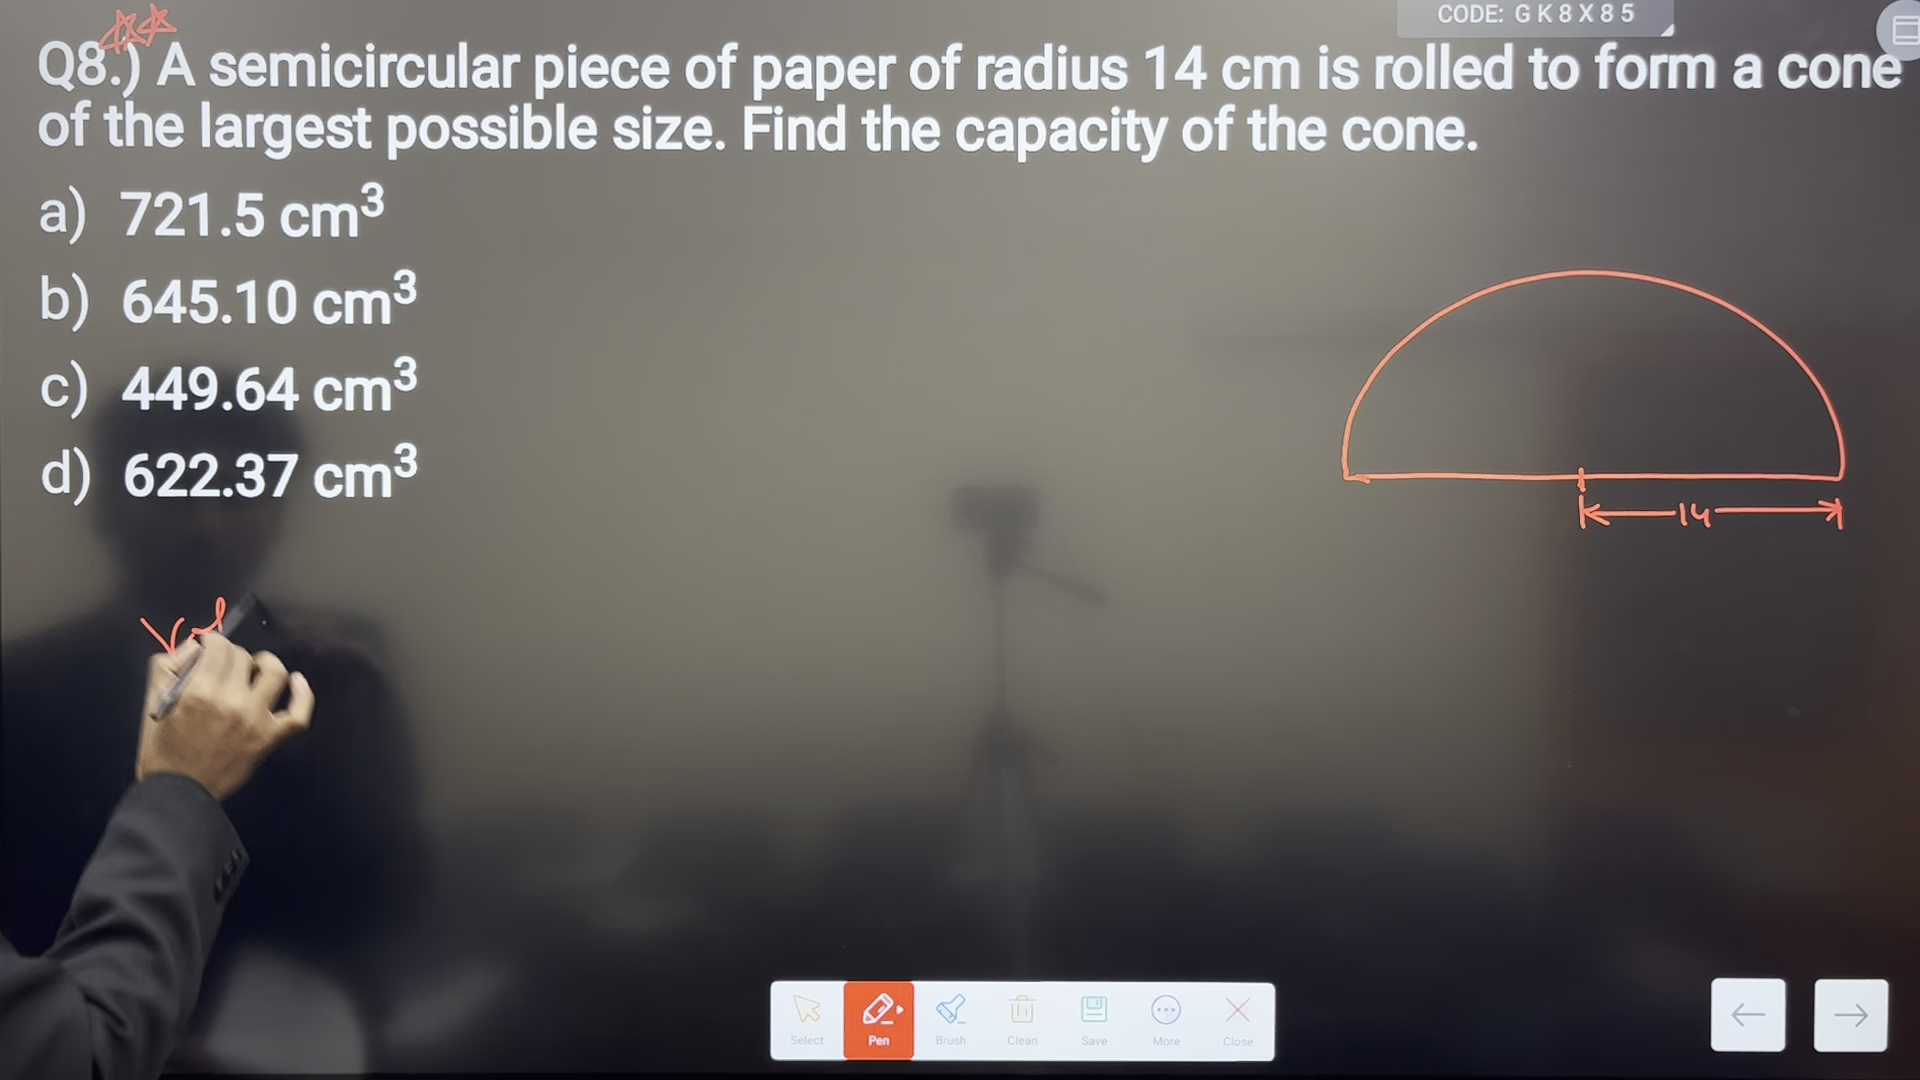 CODE: GK8X85
Q8.) A semicircular piece of paper of radius 14 cm is rolled to form a cone
of the largest possible size. Find the capacity of the cone.
a) 721.5 cm³
b) 645.10 cm³
c) 449.64 cm³
d) 622.37 cm³
14
Select Pen Brush Clean Save More Close